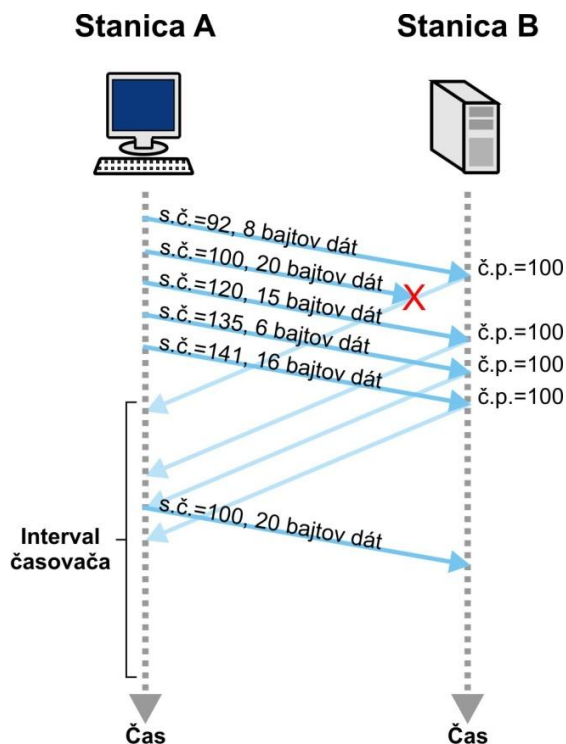 Stanica A
Stanica B
s.č.=92, 8 bajtov dát
s.č.=100, 20 bajtov dát
X
č.p.=100
s.č.=120, 15 bajtov dát
s.č.=135, 6 bajtov dát
č.p.=100
s.č.=141, 16 bajtov dát
č.p.=100
č.p.=100
s.č.=100, 20 bajtov dát
Interval
časovača
Čas
Čas